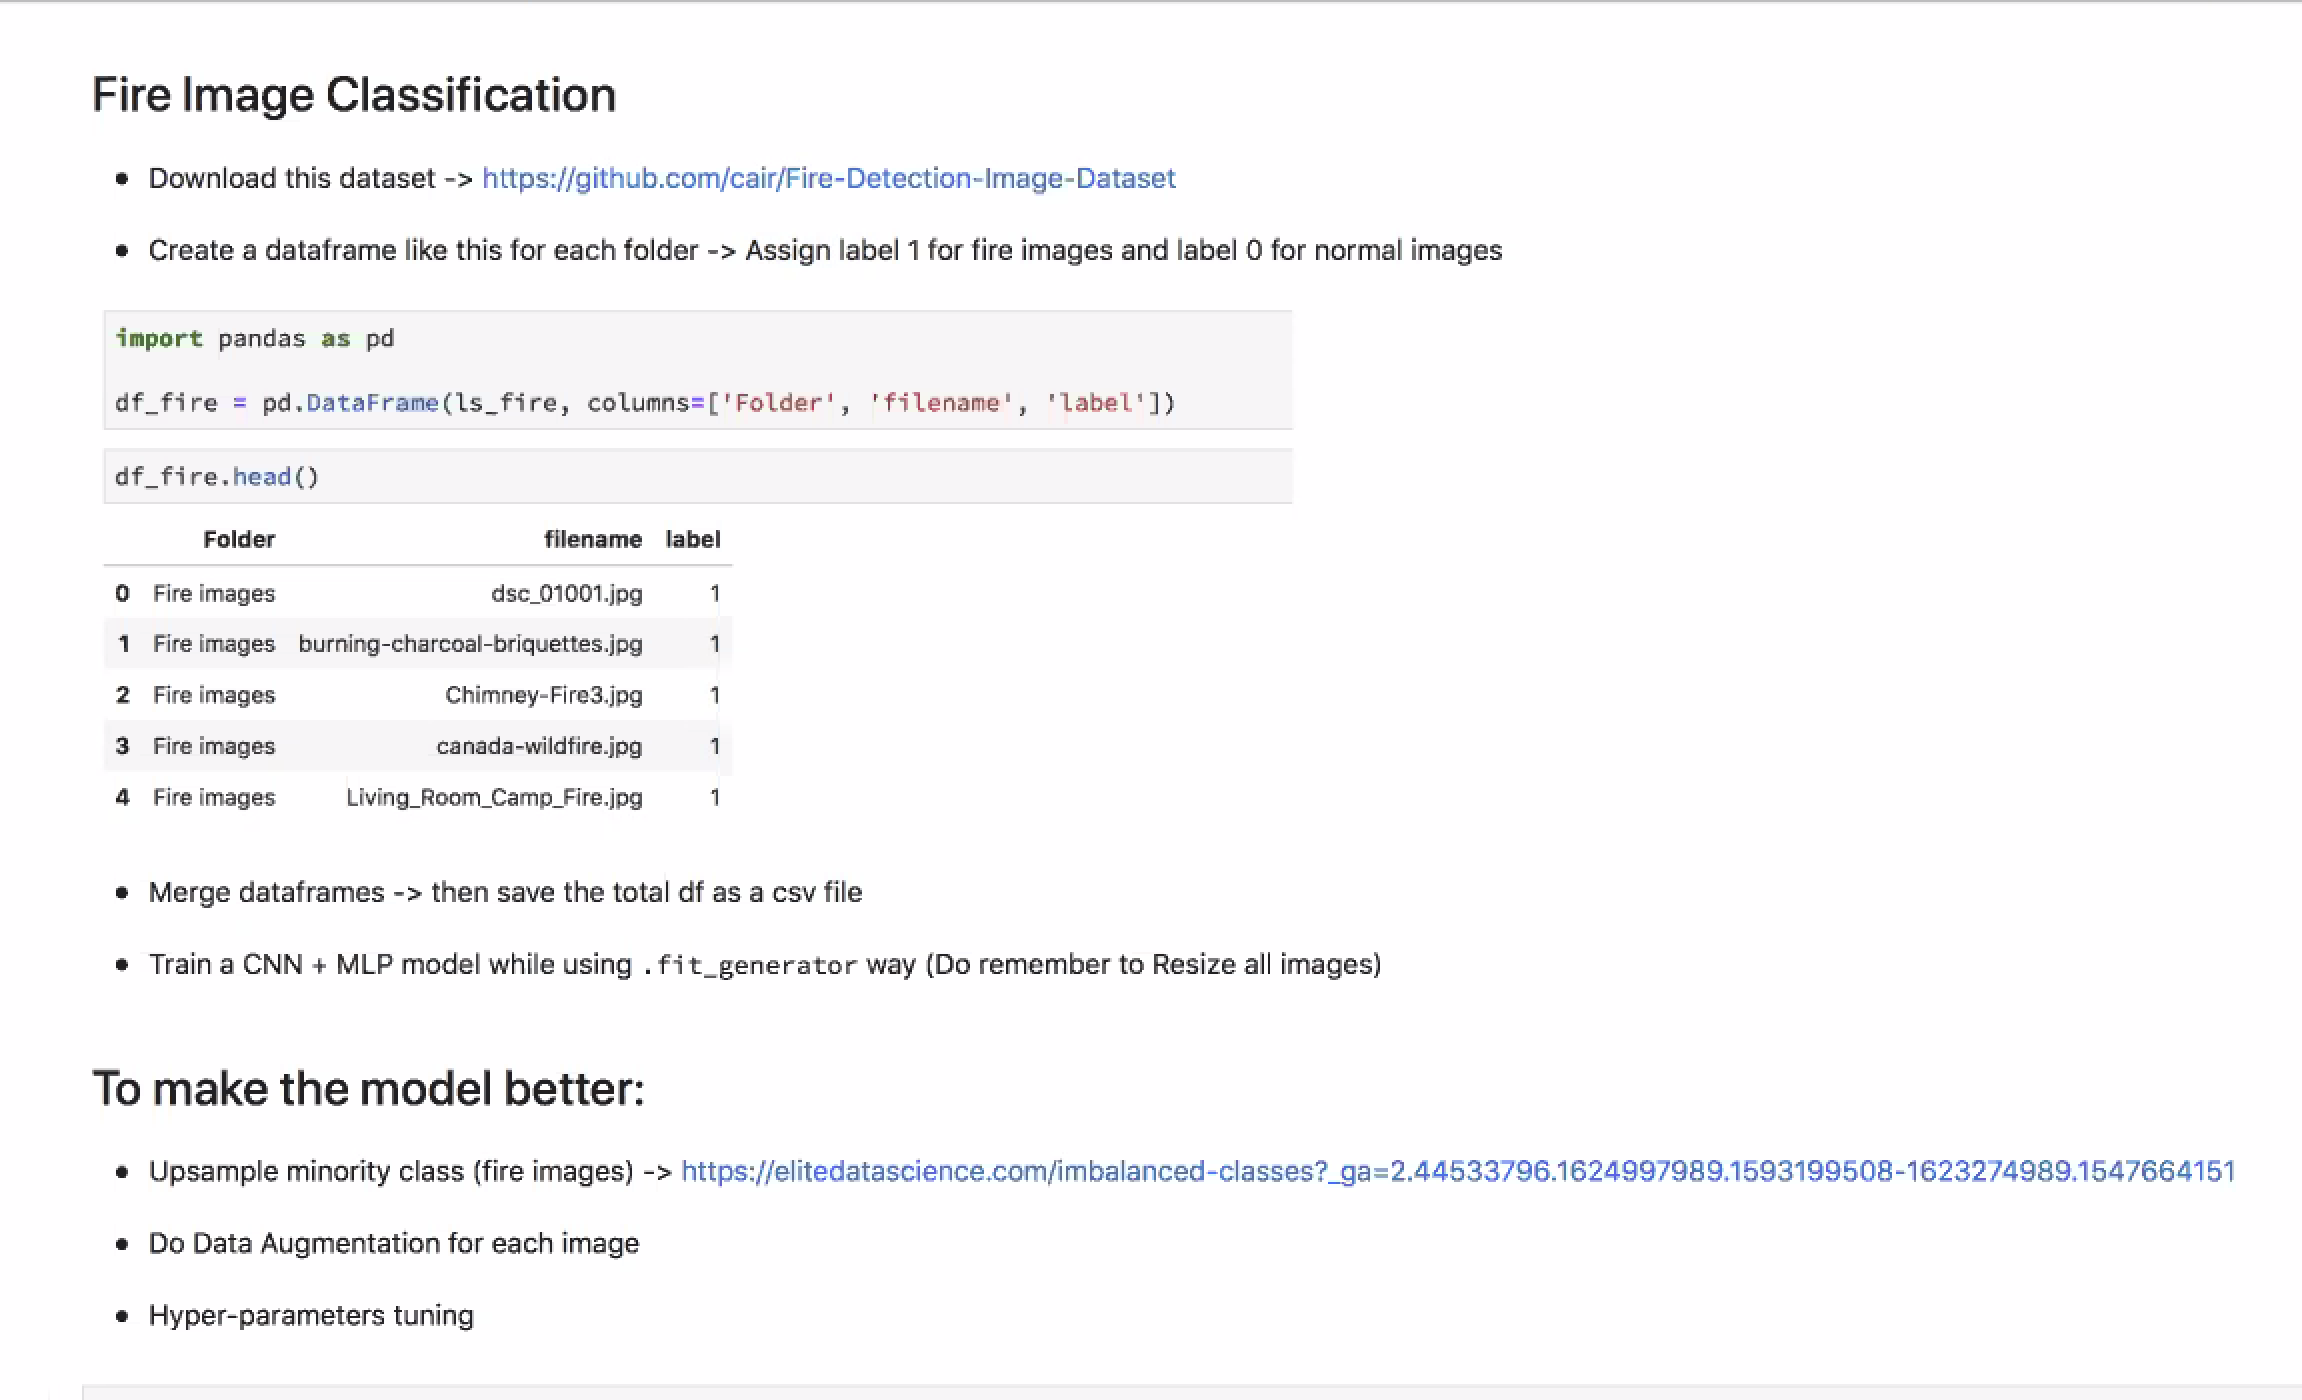 Fire Image Classification
• Download this dataset -> https://github.com/cair/Fire-Detection-Image-Dataset
• Create a dataframe like this for each folder -> Assign label 1 for fire images and label 0 for normal images
import pandas as pd
df_fire = pd.DataFrame(ls_fire, columns=['Folder', 'filename', 'label'])
df_fire.head()
Folder filename label
0 Fire images dsc_01001.jpg 1
1 Fire images burning-charcoal-briquettes.jpg 1
2 Fire images Chimney-Fire3.jpg 1
3 Fire images canada-wildfire.jpg 1
4 Fire images Living_Room_Camp_Fire.jpg 1
• Merge dataframes -> then save the total df as a csv file
• Train a CNN + MLP model while using .fit_generator way (Do remember to Resize all images)
To make the model better:
• Upsample minority class (fire images) -> https://elitedatascience.com/imbalanced-classes?_ga=2.44533796.1624997989.1593199508-1623274989.1547664151
• Do Data Augmentation for each image
• Hyper-parameters tuning